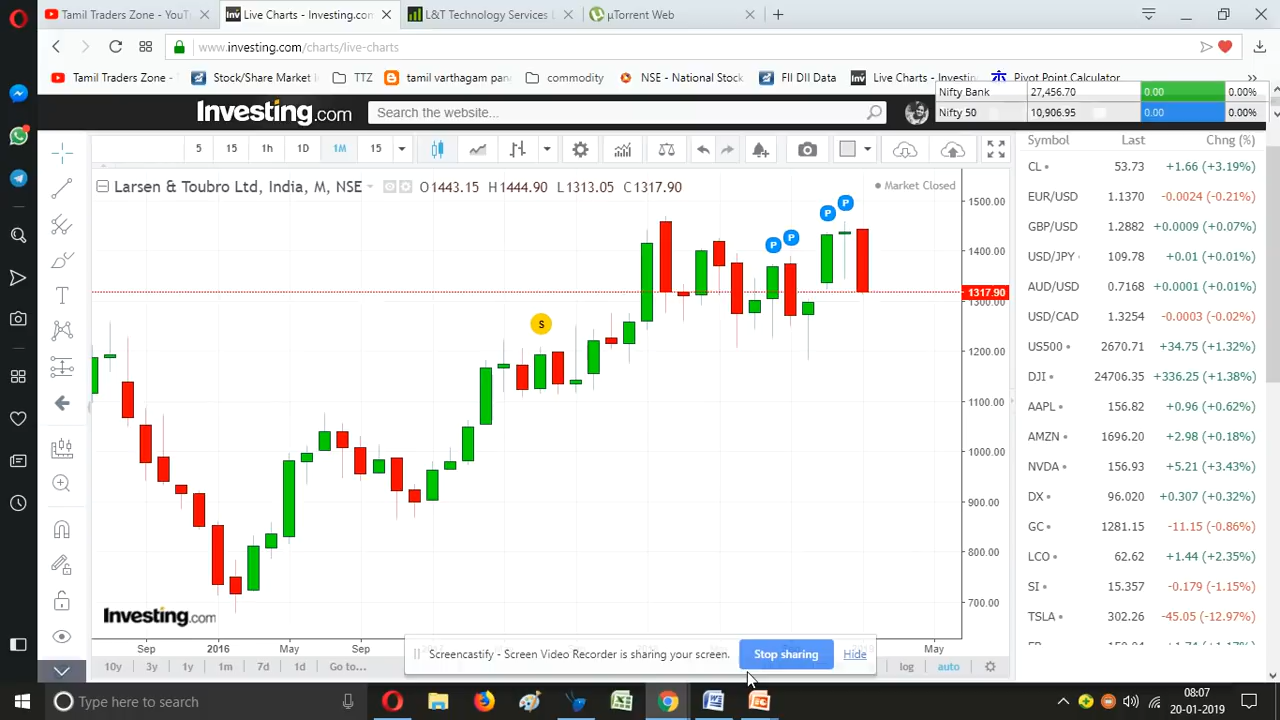 Tamil Traders Zone - YouT
Live Charts - Investing.com
L&T Technology Services L
µTorrent Web
www.investing.com/charts/live-charts
Tamil Traders Zone -
Stock/Share Market
TTZ
tamil varthagam pan
commodity
NSE - National Stock
FII DII Data
Inv
Live Charts - Investin
Pivot Point Calculator
Nifty Bank 27,456.70 0.00 0.00%
Nifty 50 10,906.95 0.00 0.00%
Investing.com
Search the website...
5 15 1h 1D 1M 15
Larsen & Toubro Ltd, India, M, NSE
O1443.15 H1444.90 L1313.05 C1317.90
Market Closed
1500.00
1400.00
1317.90
1300.00
1200.00
1100.00
1000.00
900.00
800.00
700.00
P
P
P
P
S
Symbol Last Chng (%)
CL 53.73 +1.66 (+3.19%)
EUR/USD 1.1370 -0.0024 (-0.21%)
GBP/USD 1.2882 +0.0009 (+0.07%)
USD/JPY 109.78 +0.01 (+0.01%)
AUD/USD 0.7168 +0.0001 (+0.01%)
USD/CAD 1.3254 -0.0003 (-0.02%)
US500 2670.71 +34.75 (+1.32%)
DJI 24706.35 +336.25 (+1.38%)
AAPL 156.82 +0.96 (+0.62%)
AMZN 1696.20 +2.98 (+0.18%)
NVDA 156.93 +5.21 (+3.43%)
DX 96.020 +0.307 (+0.32%)
GC 1281.15 -11.15 (-0.86%)
LCO 62.62 +1.44 (+2.35%)
SI 15.357 -0.179 (-1.15%)
TSLA 302.26 -45.05 (-12.97%)
Investing.com
Sep 2016 May Sep May
Screencastify - Screen Video Recorder is sharing your screen.
Stop sharing
Hide
10y 3y 1y 1m 7d 1d Go to...
log auto
Type here to search
08:07
20-01-2019